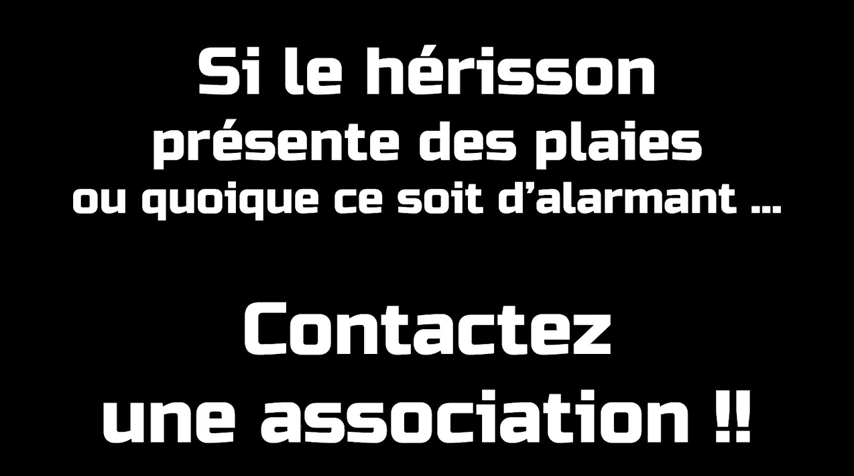 Si le hérisson
présente des plaies
ou quoique ce soit d'alarmant ...
Contactez
une association !!